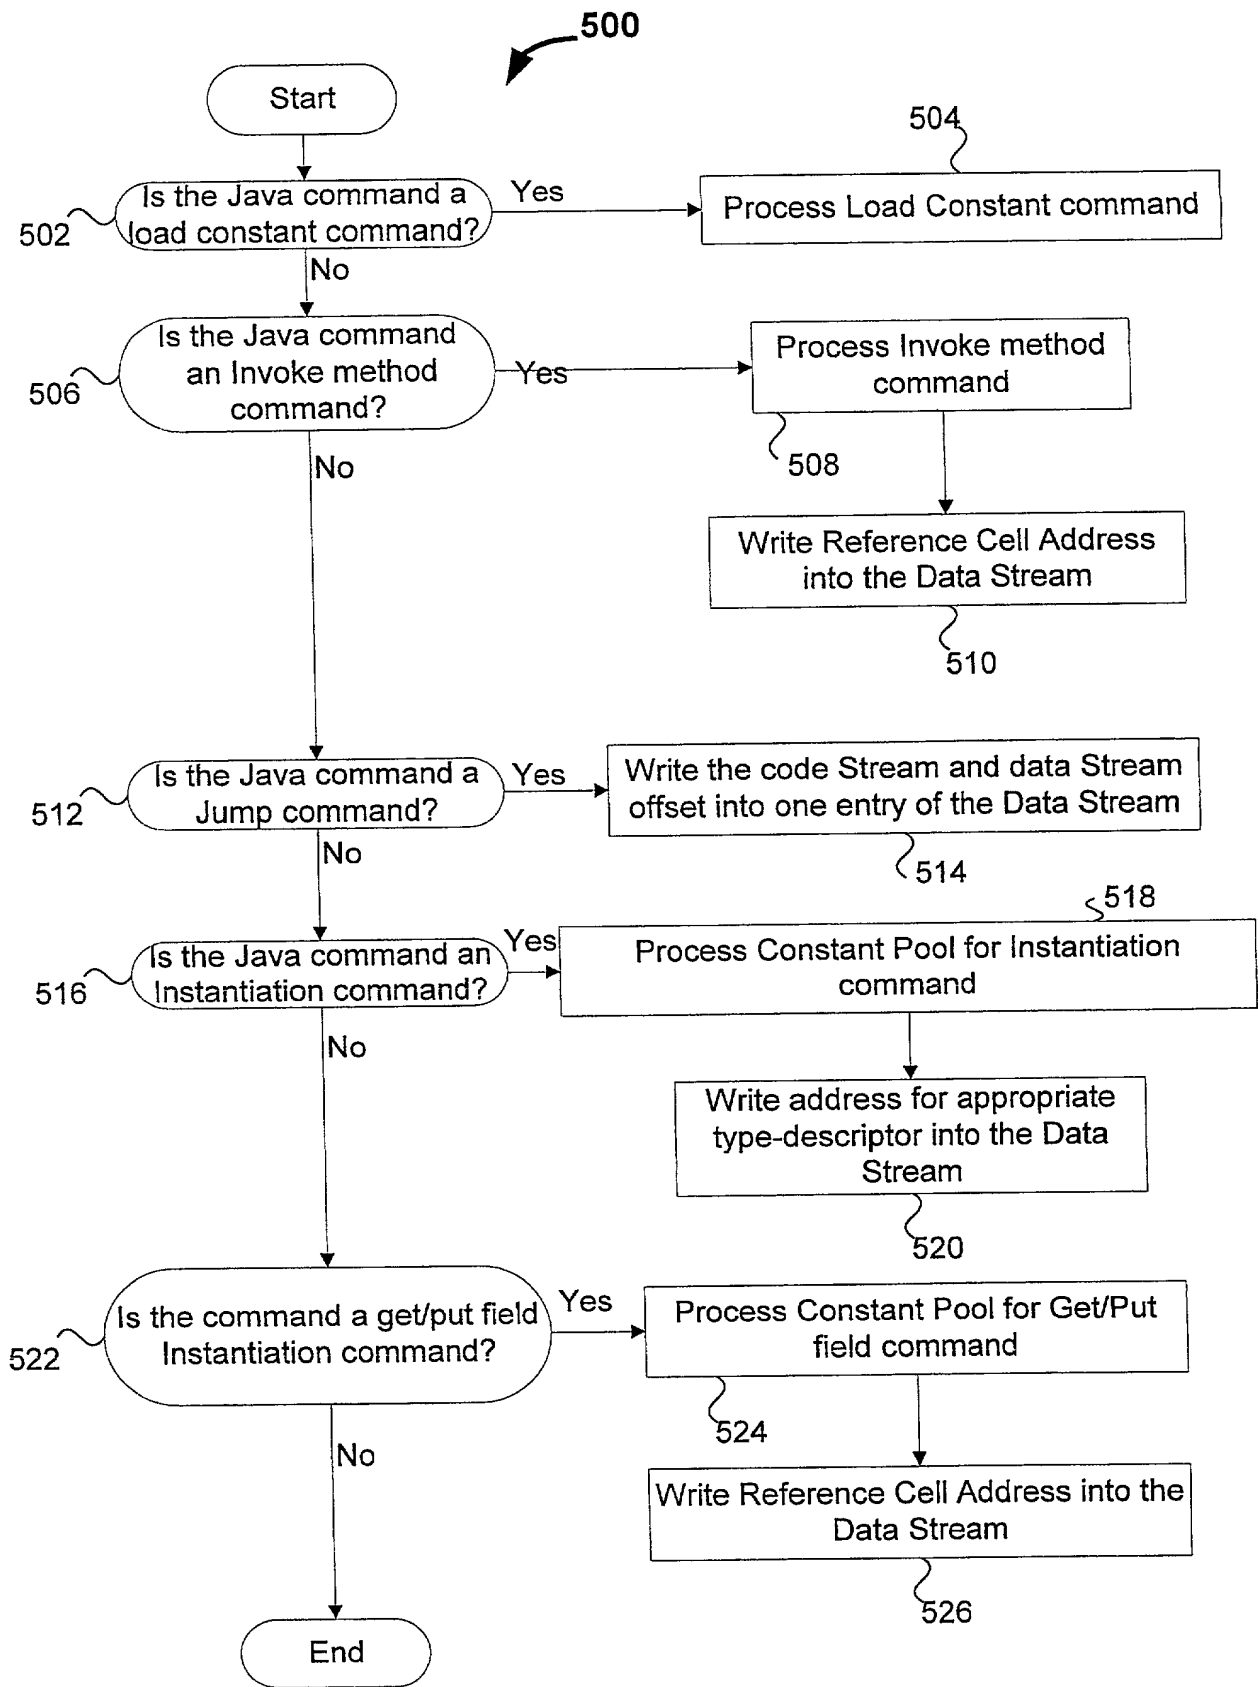 500
Start
504
Is the Java command a
load constant command?
Yes
Process Load Constant command
502
No
Is the Java command
an Invoke method
command?
Yes
Process Invoke method
command
506
508
No
Write Reference Cell Address
into the Data Stream
510
Is the Java command a
Jump command?
Yes
Write the code Stream and data Stream
offset into one entry of the Data Stream
512
No
514
518
Is the Java command an
Instantiation command?
Yes
Process Constant Pool for Instantiation
command
516
No
Write address for appropriate
type-descriptor into the Data
Stream
520
Is the command a get/put field
Instantiation command?
Yes
Process Constant Pool for Get/Put
field command
522
524
No
Write Reference Cell Address into the
Data Stream
526
End